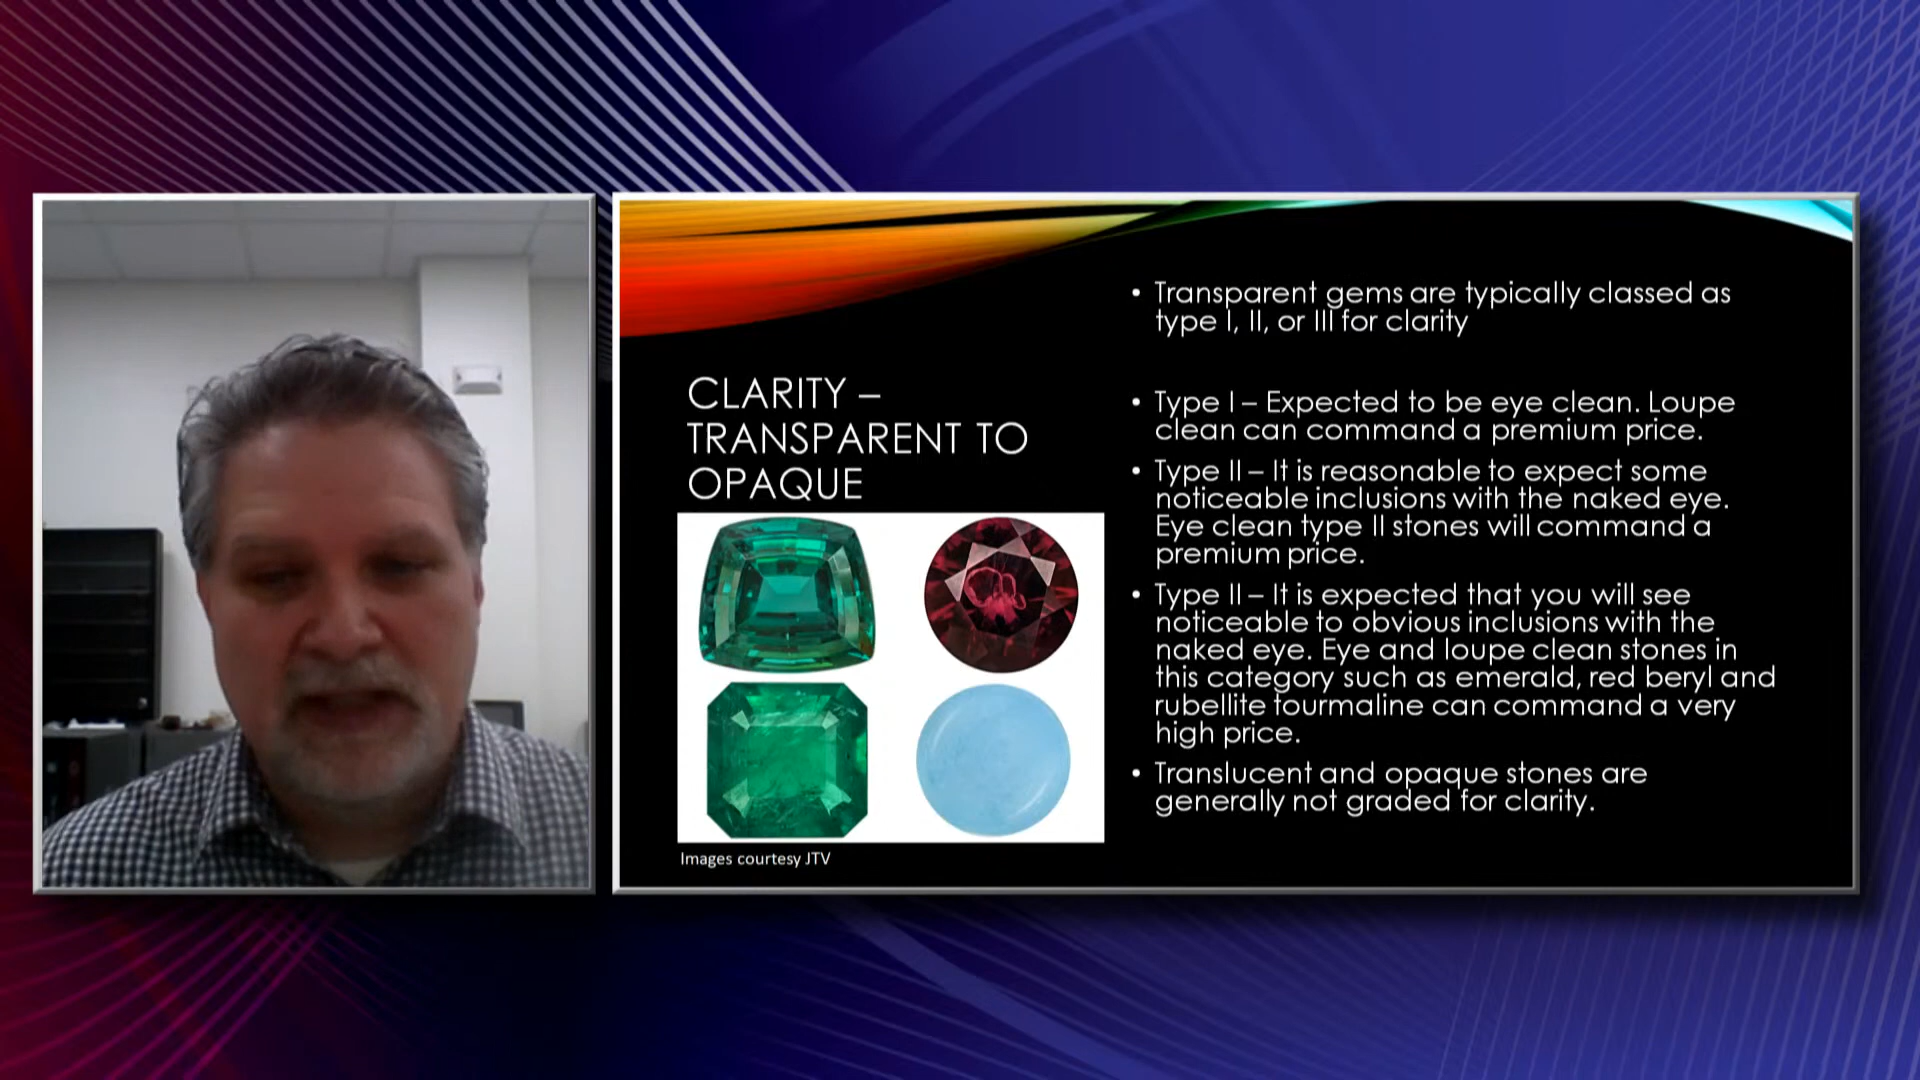 CLARITY –
TRANSPARENT TO
OPAQUE
Images courtesy JTV
• Transparent gems are typically classed as
type I, II, or III for clarity
• Type I – Expected to be eye clean. Loupe
clean can command a premium price.
• Type II – It is reasonable to expect some
noticeable inclusions with the naked eye.
Eye clean type II stones will command a
premium price.
• Type II – It is expected that you will see
noticeable to obvious inclusions with the
naked eye. Eye and loupe clean stones in
this category such as emerald, red beryl and
rubellite tourmaline can command a very
high price.
• Translucent and opaque stones are
generally not graded for clarity.